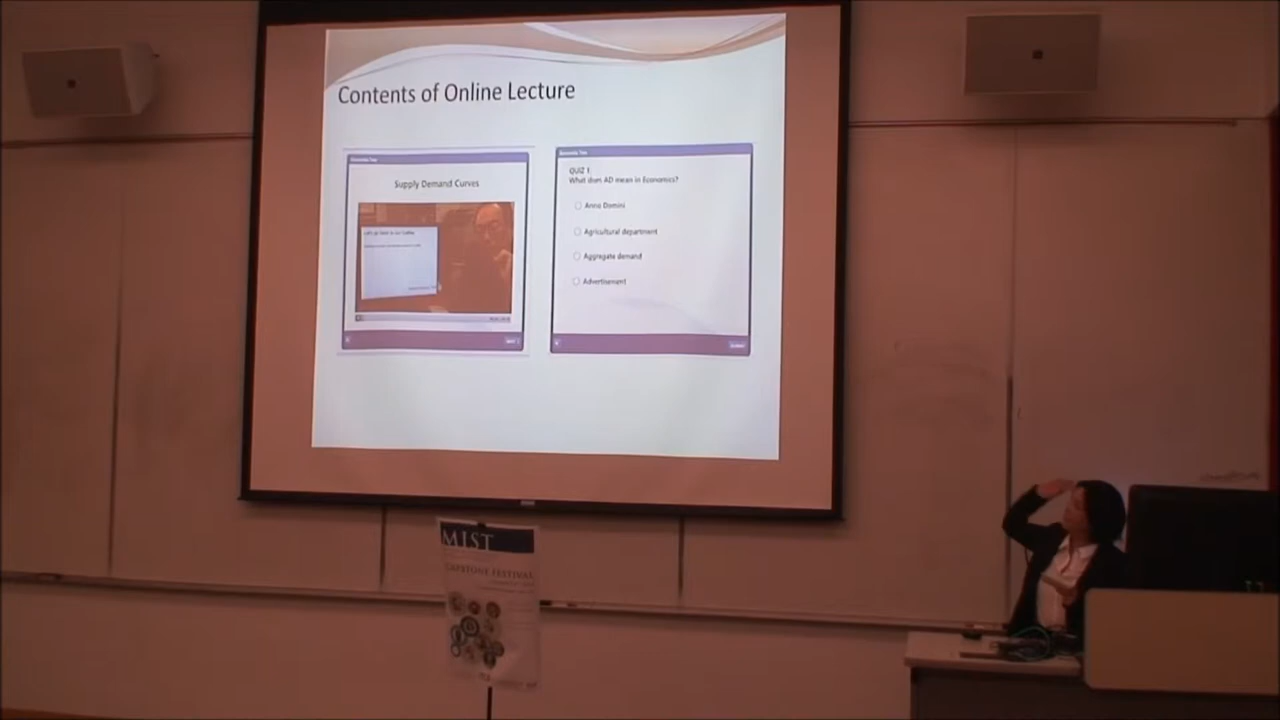 Contents of Online Lecture
Supply Demand Curves
QUIZ 1:
What does AD mean in Economics?
Anno Domini
Agricultural department
Aggregate demand
Advertisement
MIST
CAPSTONE FESTIVAL